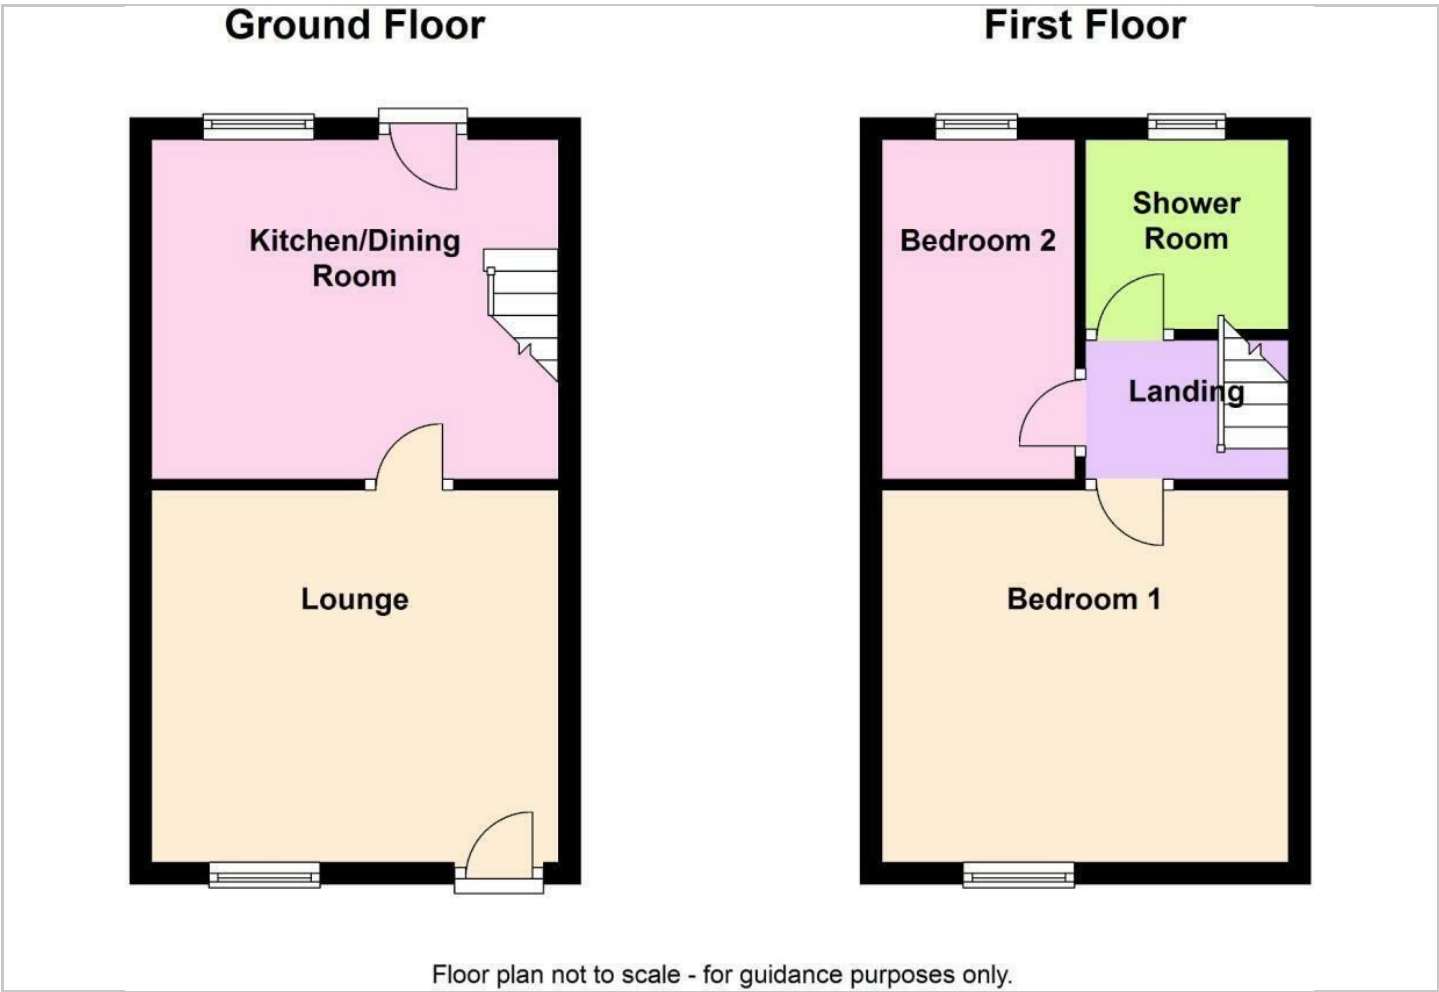 Ground Floor
First Floor
Kitchen/Dining
Room
Lounge
Bedroom 2
Shower
Room
Landing
Bedroom 1
Floor plan not to scale - for guidance purposes only.